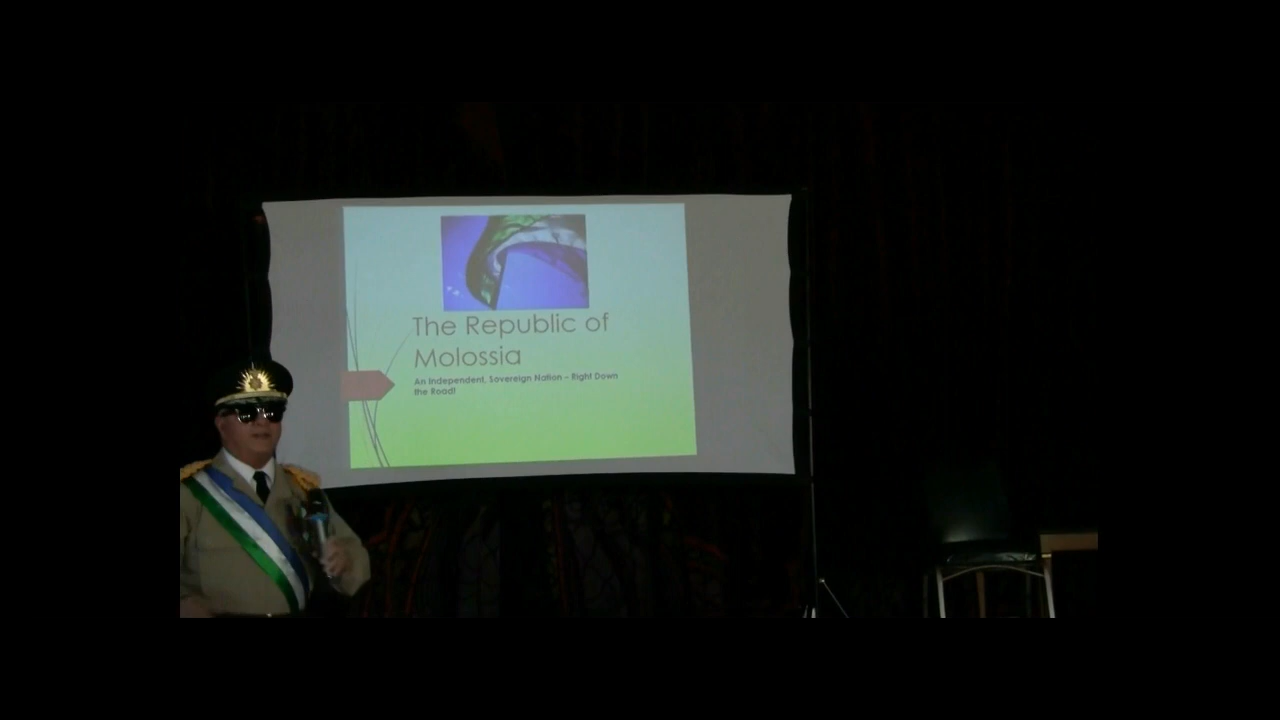 The Republic of
Molossia
An Independent, Sovereign Nation – Right Down
the Road!